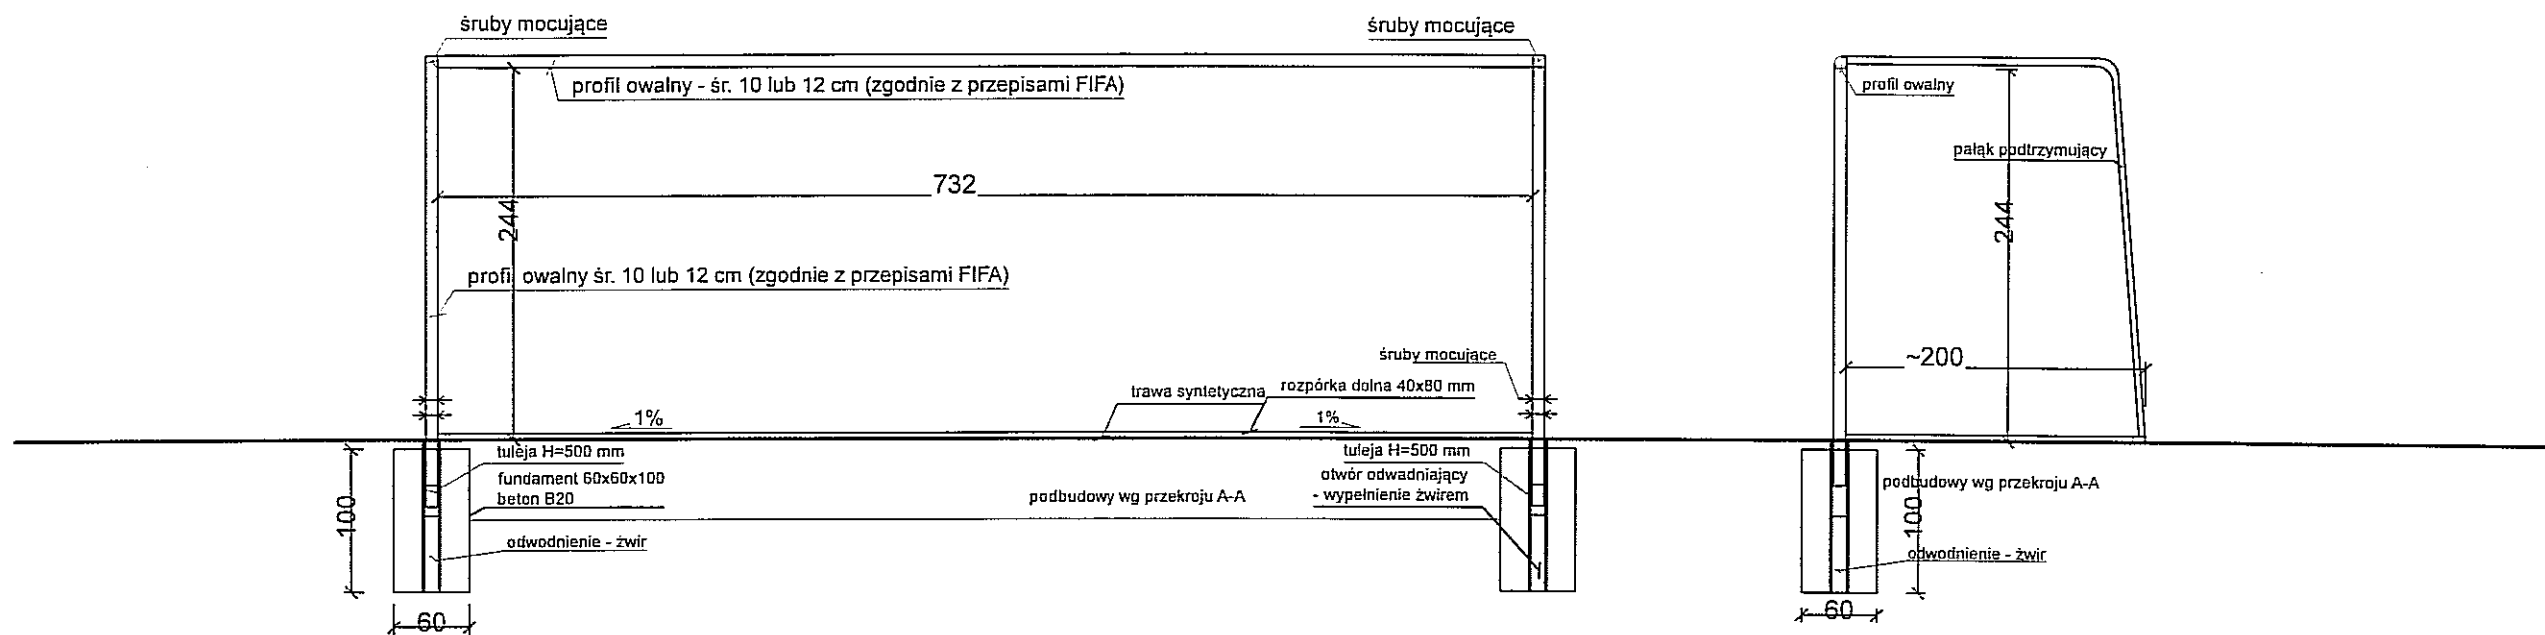 śruby mocujące
śruby mocujące
profil owalny - śr. 10 lub 12 cm (zgodnie z przepisami FIFA)
profil owalny
pałąk podtrzymujący
732
244
244
profil owalny śr. 10 lub 12 cm (zgodnie z przepisami FIFA)
śruby mocujące
~200
trawa syntetyczna
rozpórka dolna 40x80 mm
1%
1%
tuleja H=500 mm
fundament 60x60x100
beton B20
tuleja H=500 mm
otwór odwadniający
- wypełnienie żwirem
podbudowy wg przekroju A-A
podbudowy wg przekroju A-A
100
100
odwodnienie - żwir
odwodnienie - żwir
60
60